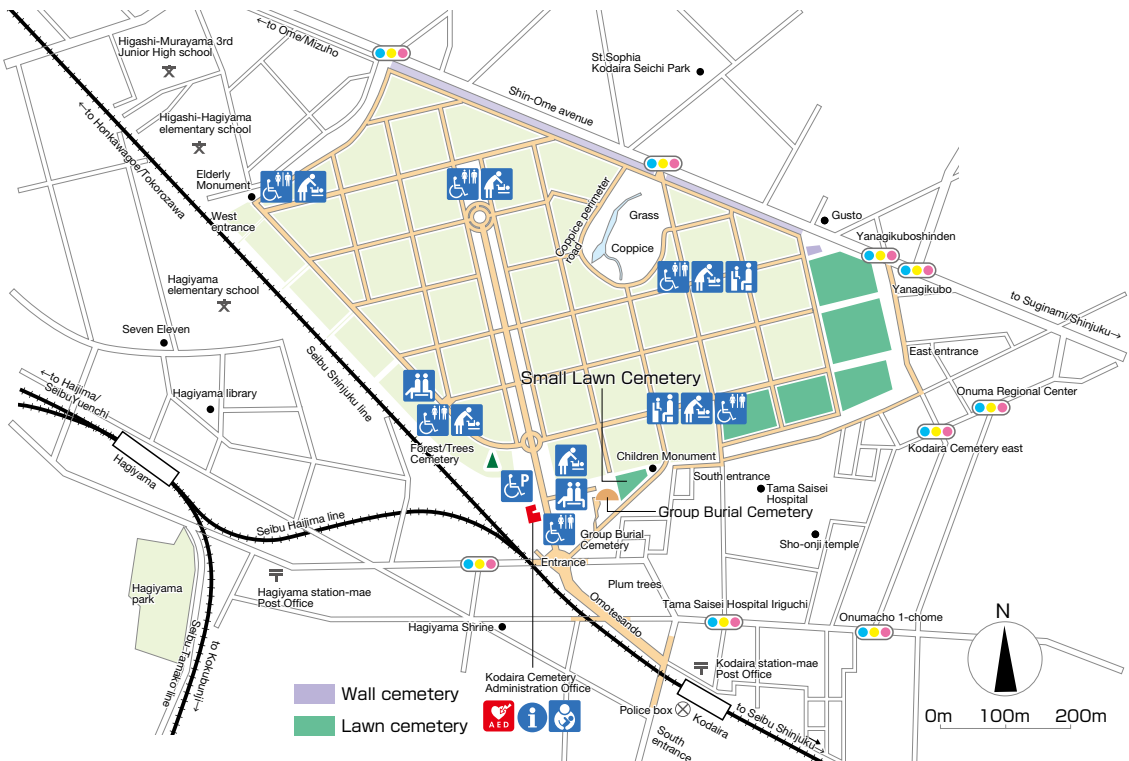 Higashi-Murayama 3rd
Junior High school
←to Ome/Mizuho
St.Sophia
Kodaira Seichi Park
Shin-Ome avenue
←to Honkawagoe/Tokorozawa
Higashi-Hagiyama
elementary school
Elderly
Monument
West
entrance
Coppice perimeter
road
Grass
Coppice
Gusto
Yanagikuboshinden
Yanagikubo
to Suginami/Shinjuku→
Hagiyama
elementary school
Seven Eleven
Seibu Shinjuku line
East entrance
Small Lawn Cemetery
←to Haijima/
SeibuYuenchi
Hagiyama library
Onuma Regional Center
Kodaira Cemetery east
Hagiyama
Forest/Trees
Cemetery
P
Children Monument
South entrance
Tama Saisei
Hospital
Group Burial Cemetery
Seibu Haijima line
Group Burial
Cemetery
Sho-onji temple
Entrance
Hagiyama
park
Hagiyama station-mae
Post Office
Plum trees
Omotesando
Tama Saisei Hospital Iriguchi
Onumacho 1-chome
N
Hagiyama Shrine
Seibu-Tamako line
to Kokubunji→
Kodaira station-mae
Post Office
Kodaira Cemetery
Administration Office
AED
i
Wall cemetery
Lawn cemetery
Police box
Kodaira
to Seibu Shinjuku→
South
entrance
0m 100m 200m